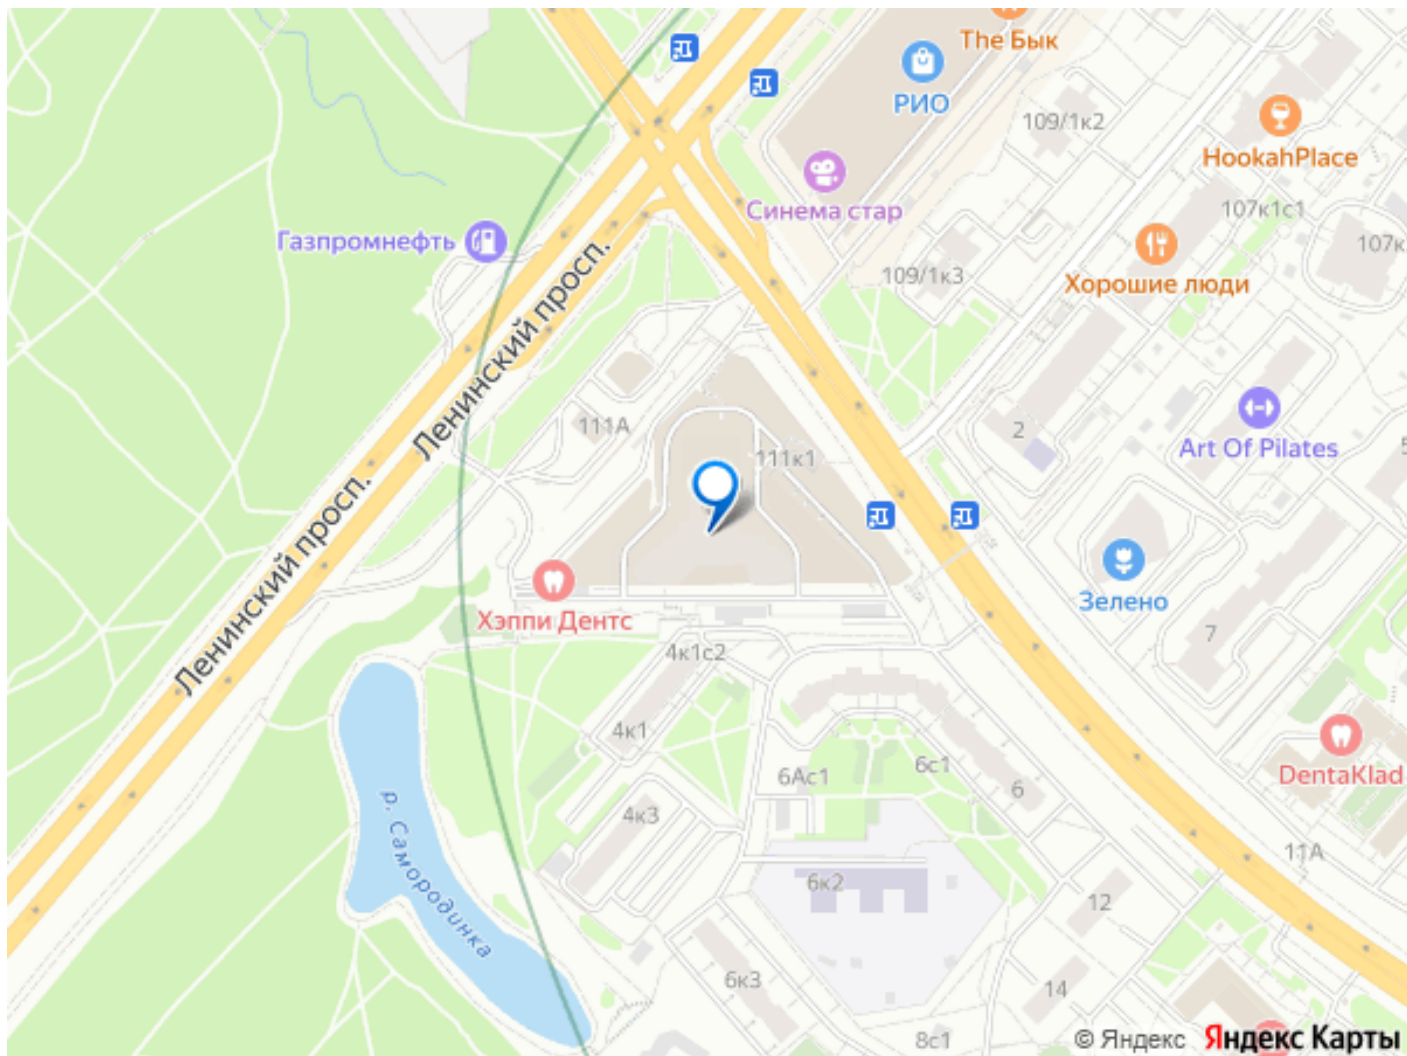 The Бык
РИО
109/1к2
HookahPlace
Синема стар
107к1с1
Газпромнефть
107к
109/1к3
Хорошие люди
Ленинский просп.
111А
2
111к1
Art Of Pilates
Ленинский просп.
Зелено
Хэппи Дентс
7
4к1с2
4к1
6с1
6Ас1
6
DentaKlad
4к3
р. Самородинка
11А
6к2
12
6к3
14
8с1
© Яндекс Яндекс Карты